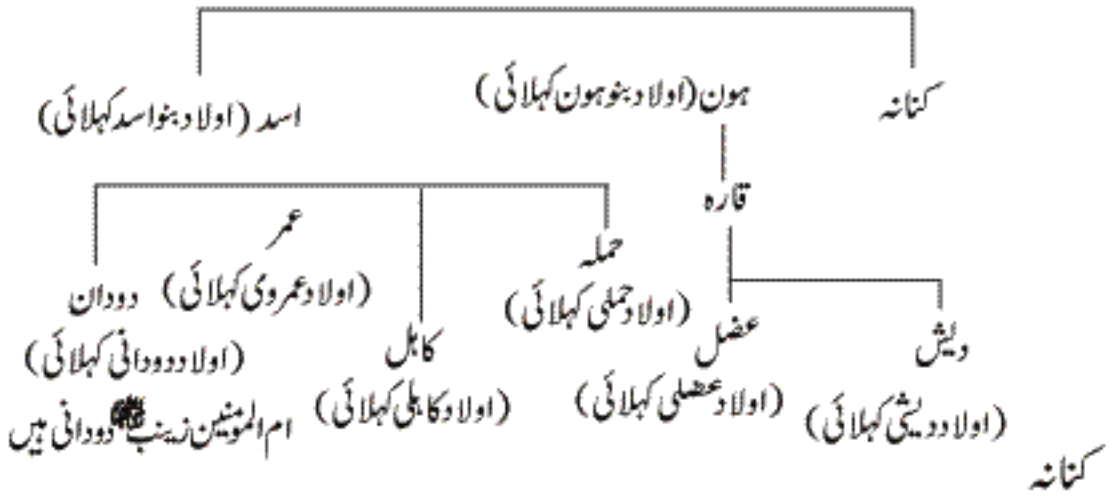 کنانہ
ہون (اولاد بنو ہون کہلائی)
اسد (اولاد بنو اسد کہلائی)
قارہ
حملہ
(اولاد حملی کہلائی)
عمر
(اولاد عمروی کہلائی)
دودان
(اولاد دودانی کہلائی)
ام المومنین زینبؓ دودانی ہیں
کاہل
(اولاد کاہلی کہلائی)
عضل
(اولاد عضلی کہلائی)
دیش
(اولاد دیشی کہلائی)
کنانہ